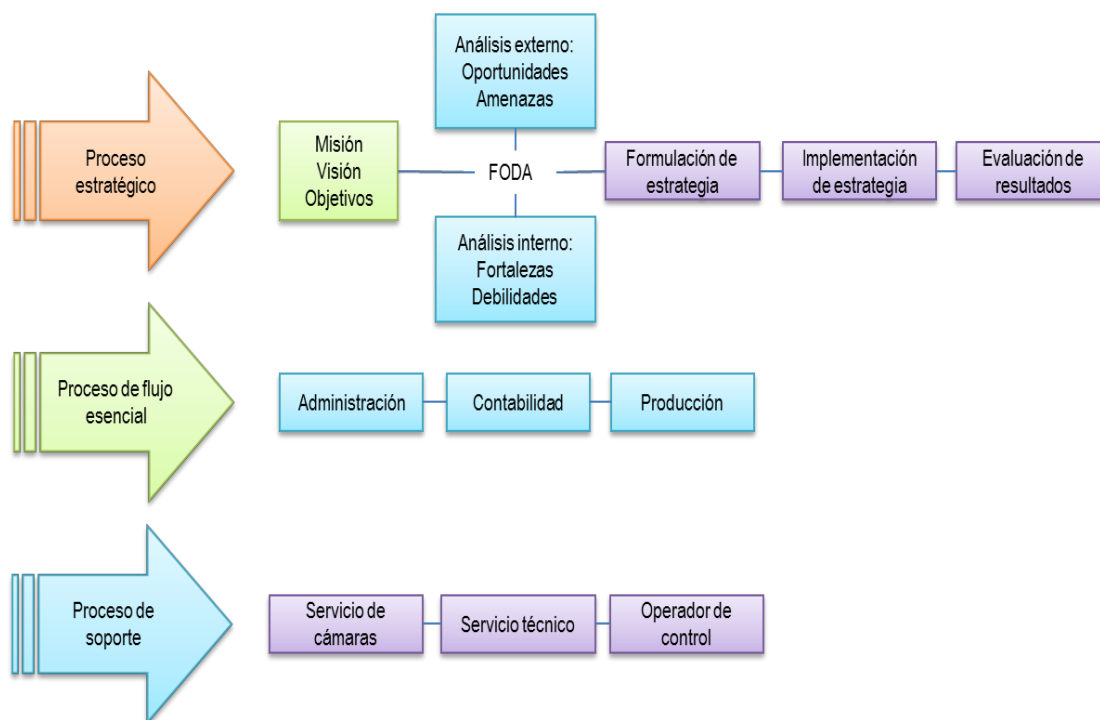 Proceso
estratégico
Misión
Visión
Objetivos
Análisis externo:
Oportunidades
Amenazas
FODA
Análisis interno:
Fortalezas
Debilidades
Formulación de
estrategia
Implementación
de estrategia
Evaluación de
resultados
Proceso de flujo
esencial
Administración
Contabilidad
Producción
Proceso de
soporte
Servicio de
cámaras
Servicio técnico
Operador de
control